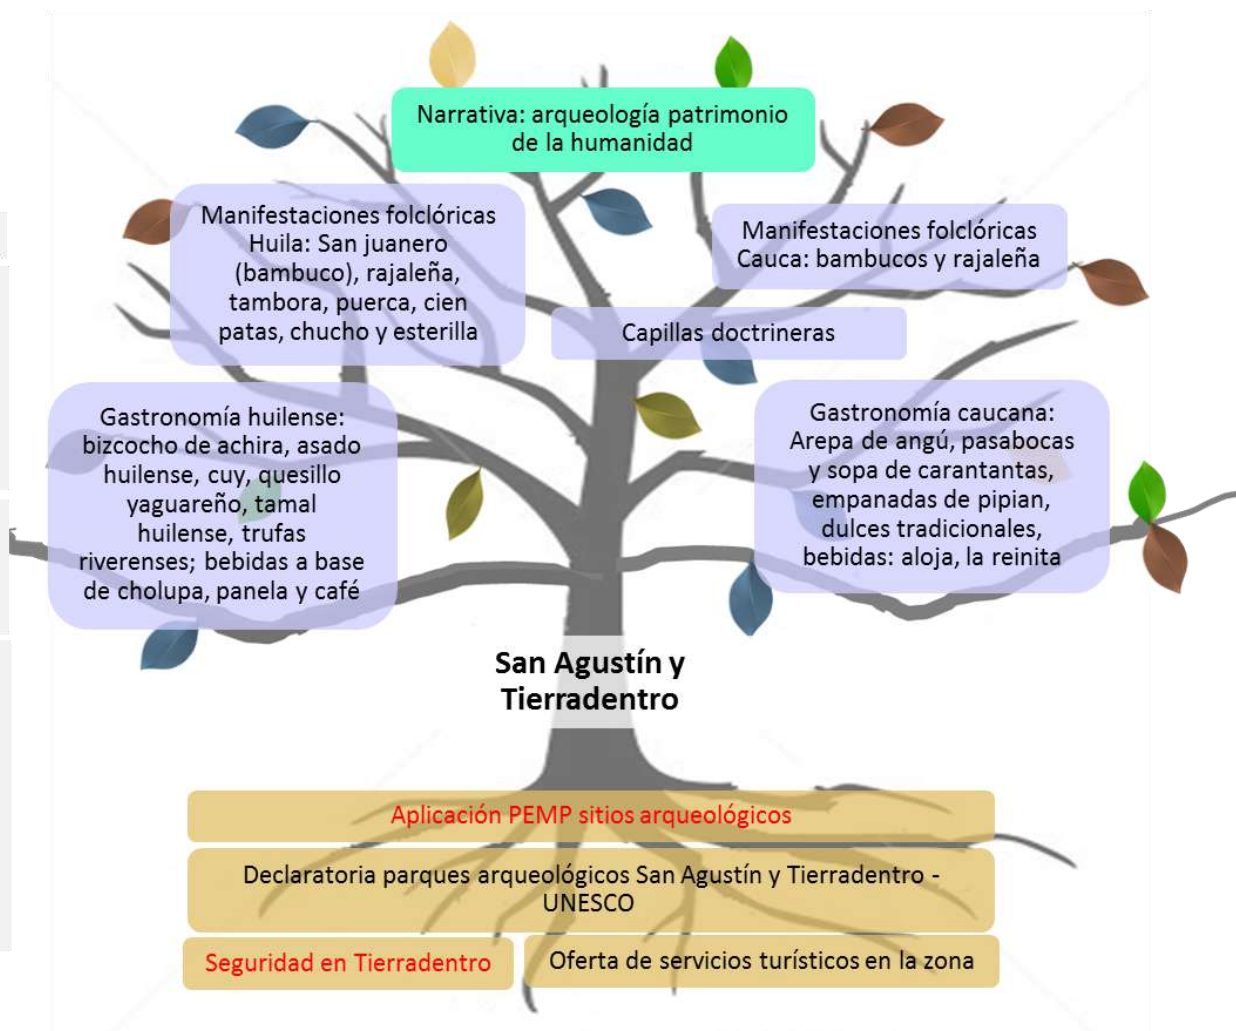 Narrativa: arqueología patrimonio
de la humanidad
Manifestaciones folclóricas
Huila: San juanero
(bambuco), rajaleña,
tambora, puerca, cien
patas, chucho y esterilla
Manifestaciones folclóricas
Cauca: bambucos y rajaleña
Capillas doctrineras
Gastronomía huilense:
bizcocho de achira, asado
huilense, cuy, quesillo
yaguareño, tamal
huilense, trufas
riverenses; bebidas a base
de cholupa, panela y café
Gastronomía caucana:
Arepa de angú, pasabocas
y sopa de carantantas,
empanadas de pipian,
dulces tradicionales,
bebidas: aloja, la reinita
San Agustín y
Tierradentro
Aplicación PEMP sitios arqueológicos
Declaratoria parques arqueológicos San Agustín y Tierradentro -
UNESCO
Seguridad en Tierradentro
Oferta de servicios turísticos en la zona